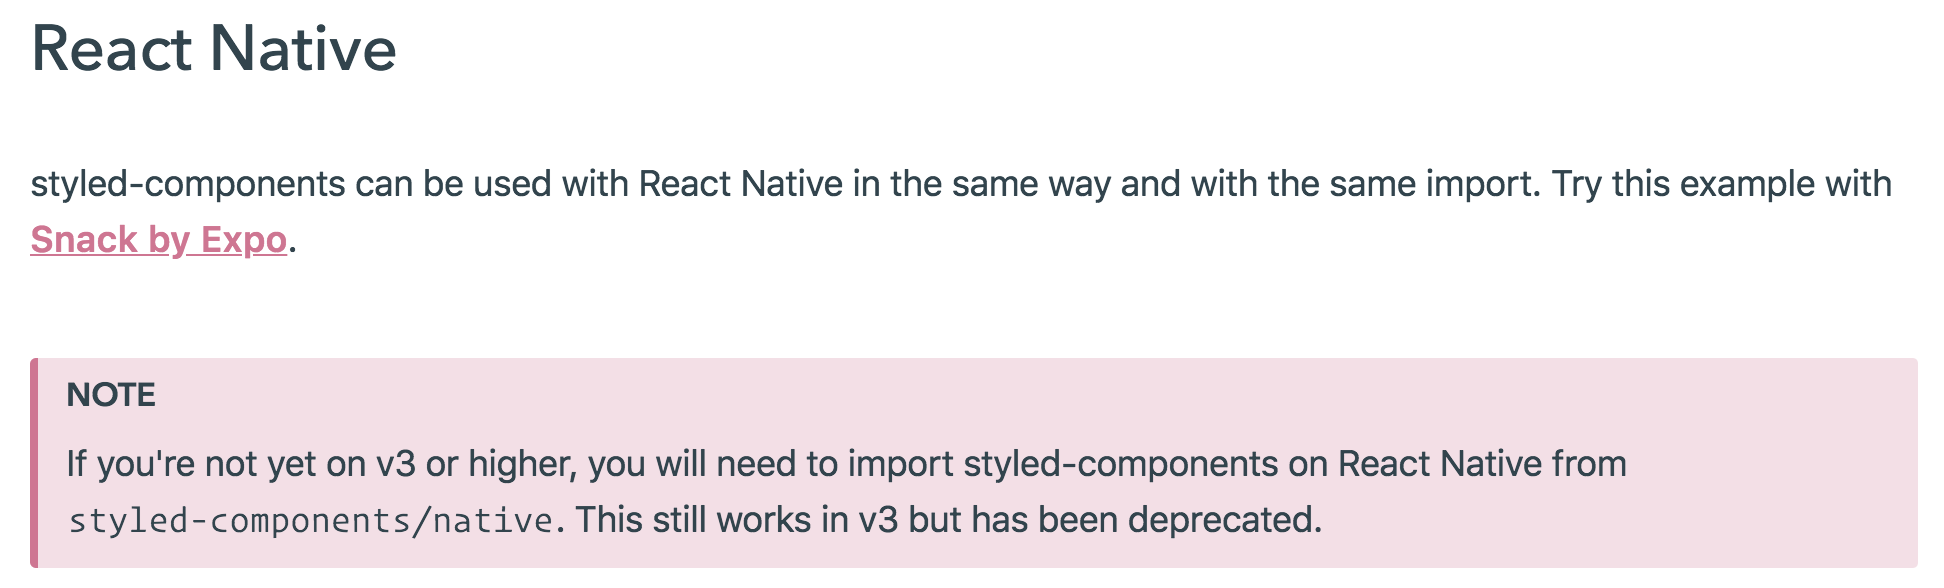 React Native
styled-components can be used with React Native in the same way and with the same import. Try this example with
Snack by Expo.
NOTE
If you're not yet on v3 or higher, you will need to import styled-components on React Native from
styled-components/native. This still works in v3 but has been deprecated.